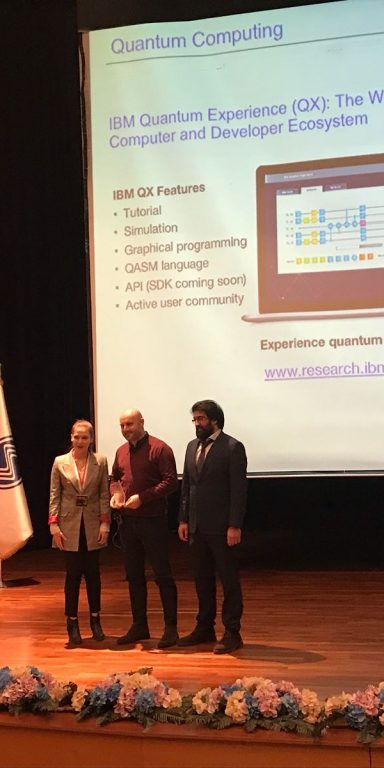 Quantum Computing
IBM Quantum Experience (QX): The W
Computer and Developer Ecosystem
IBM QX Features
• Tutorial
• Simulation
• Graphical programming
• QASM language
• API (SDK coming soon)
• Active user community
Experience quantum
www.research.ibm